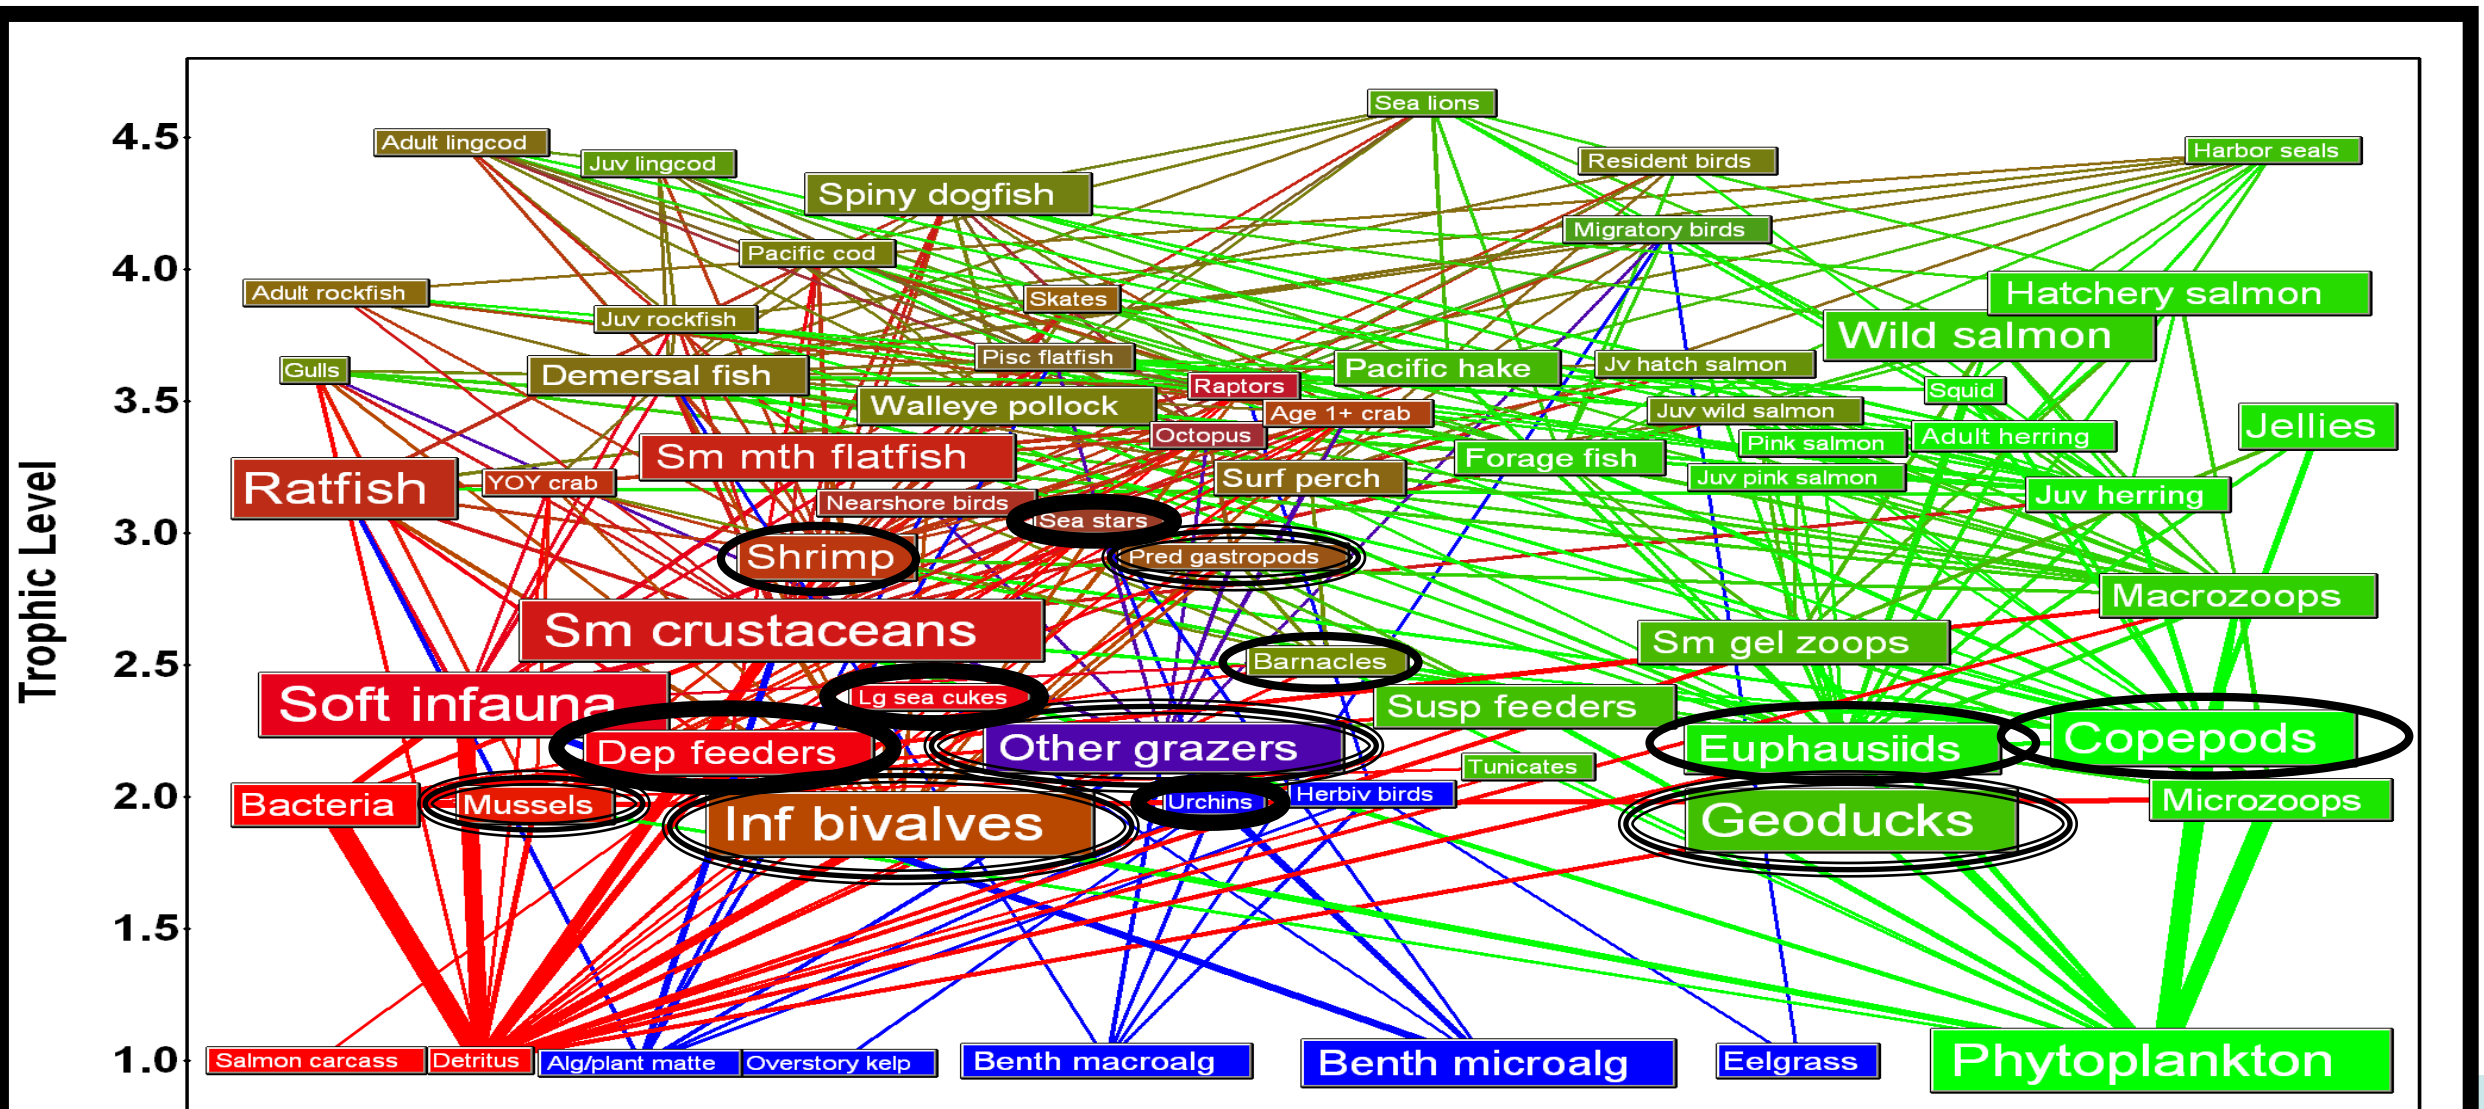 Trophic Level
4.5
4.0
3.5
3.0
2.5
2.0
1.5
1.0
Sea lions
Adult lingcod
Juv lingcod
Resident birds
Harbor seals
Spiny dogfish
Migratory birds
Pacific cod
Adult rockfish
Skates
Hatchery salmon
Juv rockfish
Wild salmon
Gulls
Demersal fish
Pisc flatfish
Pacific hake
Jv hatch salmon
Raptors
Squid
Walleye pollock
Age 1+ crab
Juv wild salmon
Octopus
Pink salmon
Adult herring
Jellies
Sm mth flatfish
Forage fish
Ratfish
YOY crab
Surf perch
Juv pink salmon
Juv herring
Nearshore birds
Sea stars
Shrimp
Pred gastropods
Macrozoops
Sm crustaceans
Sm gel zoops
Barnacles
Soft infauna
Lg sea cukes
Susp feeders
Dep feeders
Other grazers
Euphausiids
Copepods
Tunicates
Bacteria
Mussels
Inf bivalves
Urchins
Herbiv birds
Geoducks
Microzoops
Salmon carcass
Detritus
Alg/plant matte
Overstory kelp
Benth macroalg
Benth microalg
Eelgrass
Phytoplankton